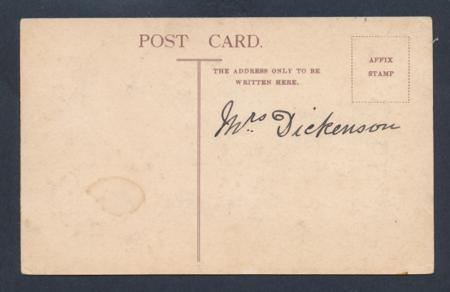 POST CARD.
THE ADDRESS ONLY TO BE
WRITTEN HERE.
AFFIX
STAMP
Mrs Dickenson